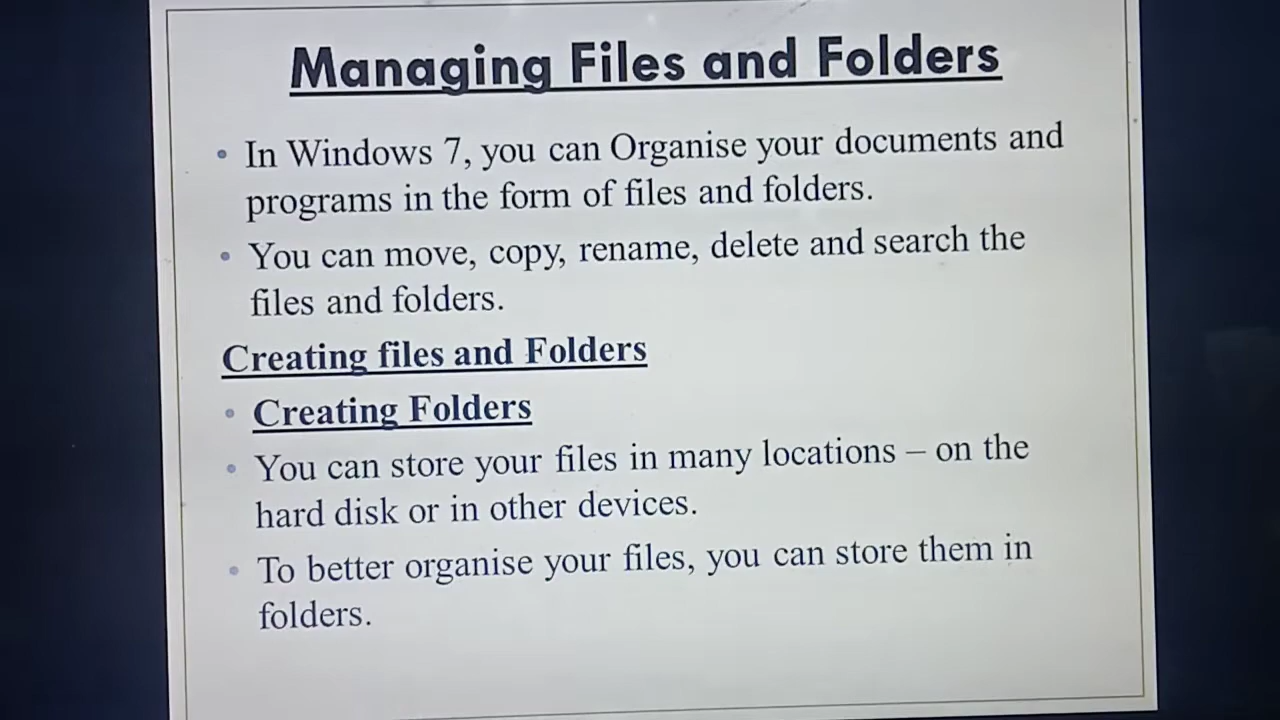 Managing Files and Folders
• In Windows 7, you can Organise your documents and
programs in the form of files and folders.
• You can move, copy, rename, delete and search the
files and folders.
Creating files and Folders
• Creating Folders
• You can store your files in many locations – on the
hard disk or in other devices.
• To better organise your files, you can store them in
folders.